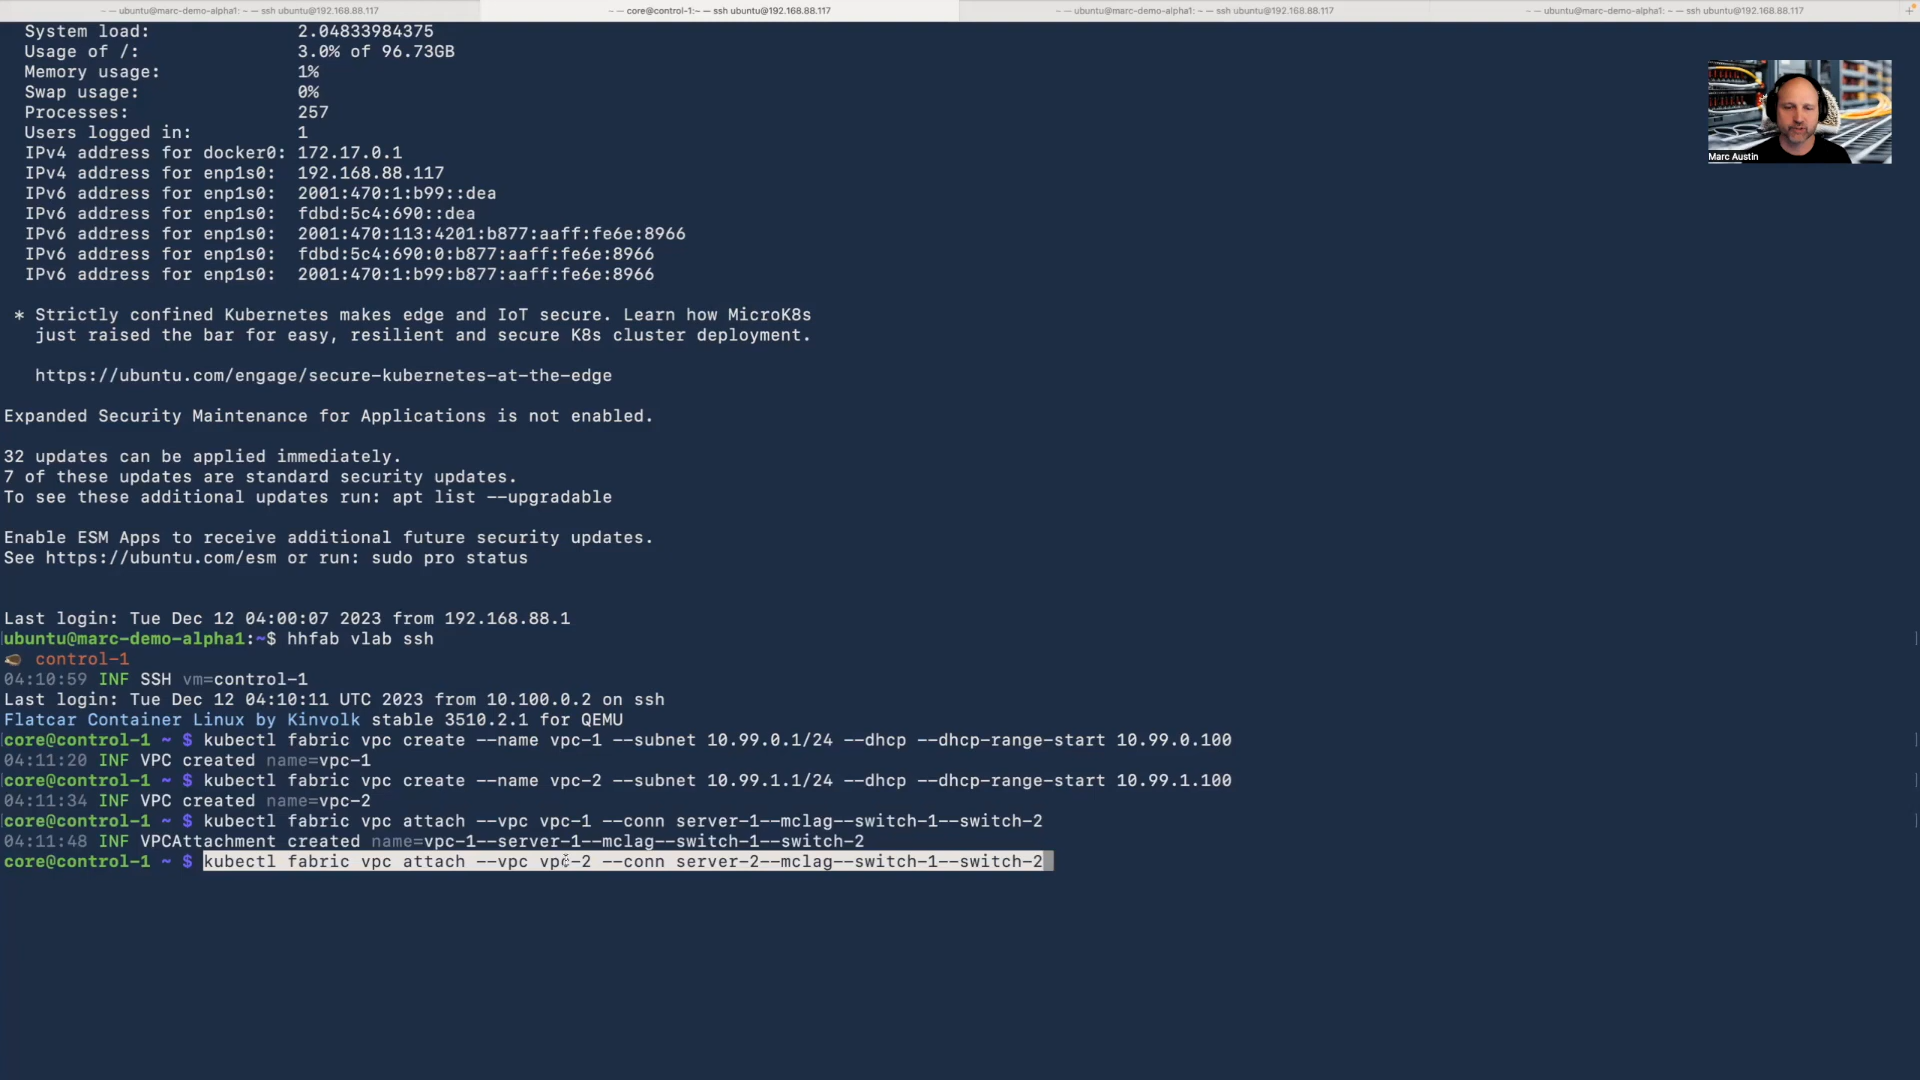 ~ — ubuntu@marc-demo-alpha1: ~ — ssh ubuntu@192.168.88.117
~ — core@control-1:~ — ssh ubuntu@192.168.88.117
~ — ubuntu@marc-demo-alpha1: ~ — ssh ubuntu@192.168.88.117
~ — ubuntu@marc-demo-alpha1: ~ — ssh ubuntu@192.168.88.117
System load: 2.04833984375
Usage of /: 3.0% of 96.73GB
Memory usage: 1%
Swap usage: 0%
Processes: 257
Users logged in: 1
IPv4 address for docker0: 172.17.0.1
IPv4 address for enp1s0: 192.168.88.117
IPv6 address for enp1s0: 2001:470:1:b99::dea
IPv6 address for enp1s0: fdbd:5c4:690::dea
IPv6 address for enp1s0: 2001:470:113:4201:b877:aaff:fe6e:8966
IPv6 address for enp1s0: fdbd:5c4:690:0:b877:aaff:fe6e:8966
IPv6 address for enp1s0: 2001:470:1:b99:b877:aaff:fe6e:8966
* Strictly confined Kubernetes makes edge and IoT secure. Learn how MicroK8s
just raised the bar for easy, resilient and secure K8s cluster deployment.
https://ubuntu.com/engage/secure-kubernetes-at-the-edge
Expanded Security Maintenance for Applications is not enabled.
32 updates can be applied immediately.
7 of these updates are standard security updates.
To see these additional updates run: apt list --upgradable
Enable ESM Apps to receive additional future security updates.
See https://ubuntu.com/esm or run: sudo pro status
Last login: Tue Dec 12 04:00:07 2023 from 192.168.88.1
ubuntu@marc-demo-alpha1:~$ hhfab vlab ssh
control-1
04:10:59 INF SSH vm=control-1
Last login: Tue Dec 12 04:10:11 UTC 2023 from 10.100.0.2 on ssh
Flatcar Container Linux by Kinvolk stable 3510.2.1 for QEMU
core@control-1 ~ $ kubectl fabric vpc create --name vpc-1 --subnet 10.99.0.1/24 --dhcp --dhcp-range-start 10.99.0.100
04:11:20 INF VPC created name=vpc-1
core@control-1 ~ $ kubectl fabric vpc create --name vpc-2 --subnet 10.99.1.1/24 --dhcp --dhcp-range-start 10.99.1.100
04:11:34 INF VPC created name=vpc-2
core@control-1 ~ $ kubectl fabric vpc attach --vpc vpc-1 --conn server-1--mclag--switch-1--switch-2
04:11:48 INF VPCAttachment created name=vpc-1--server-1--mclag--switch-1--switch-2
core@control-1 ~ $ kubectl fabric vpc attach --vpc vpc-2 --conn server-2--mclag--switch-1--switch-2
Marc Austin